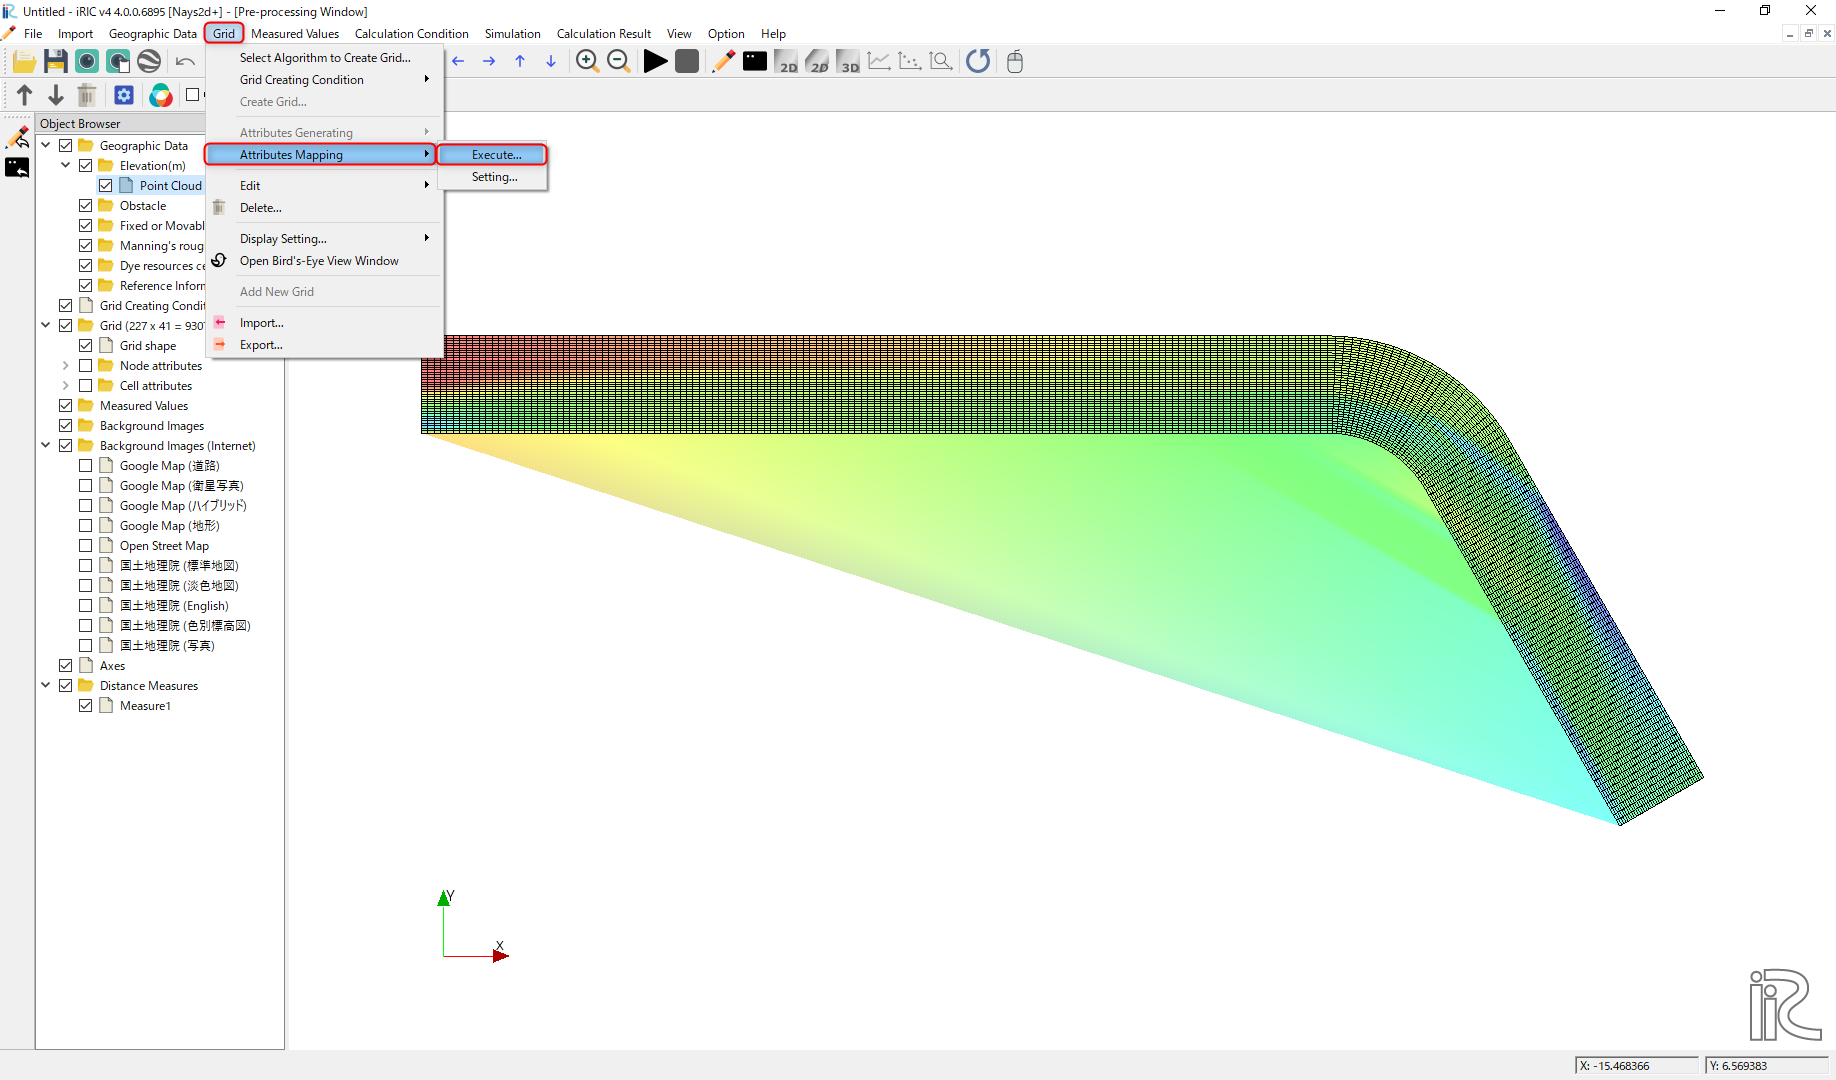 Untitled - iRIC v4 4.0.0.6895 [Nays2d+] - [Pre-processing Window]
File Import Geographic Data Grid Measured Values Calculation Condition Simulation Calculation Result View Option Help
2D 2D 3D
Select Algorithm to Create Grid...
Grid Creating Condition
Create Grid...
Attributes Generating
Attributes Mapping
Execute...
Setting...
Edit
Delete...
Display Setting...
Open Bird's-Eye View Window
Add New Grid
Import...
Export...
Object Browser
Geographic Data
Elevation(m)
Point Cloud
Obstacle
Fixed or Movabl
Manning's roug
Dye resources ce
Reference Inforr
Grid Creating Condit
Grid (227 x 41 = 930
Grid shape
Node attributes
Cell attributes
Measured Values
Background Images
Background Images (Internet)
Google Map (道路)
Google Map (衛星写真)
Google Map (ハイブリッド)
Google Map (地形)
Open Street Map
国土地理院 (標準地図)
国土地理院 (淡色地図)
国土地理院 (English)
国土地理院 (色別標高図)
国土地理院 (写真)
Axes
Distance Measures
Measure1
Y
X
iRIC
X: -15.468366
Y: 6.569383